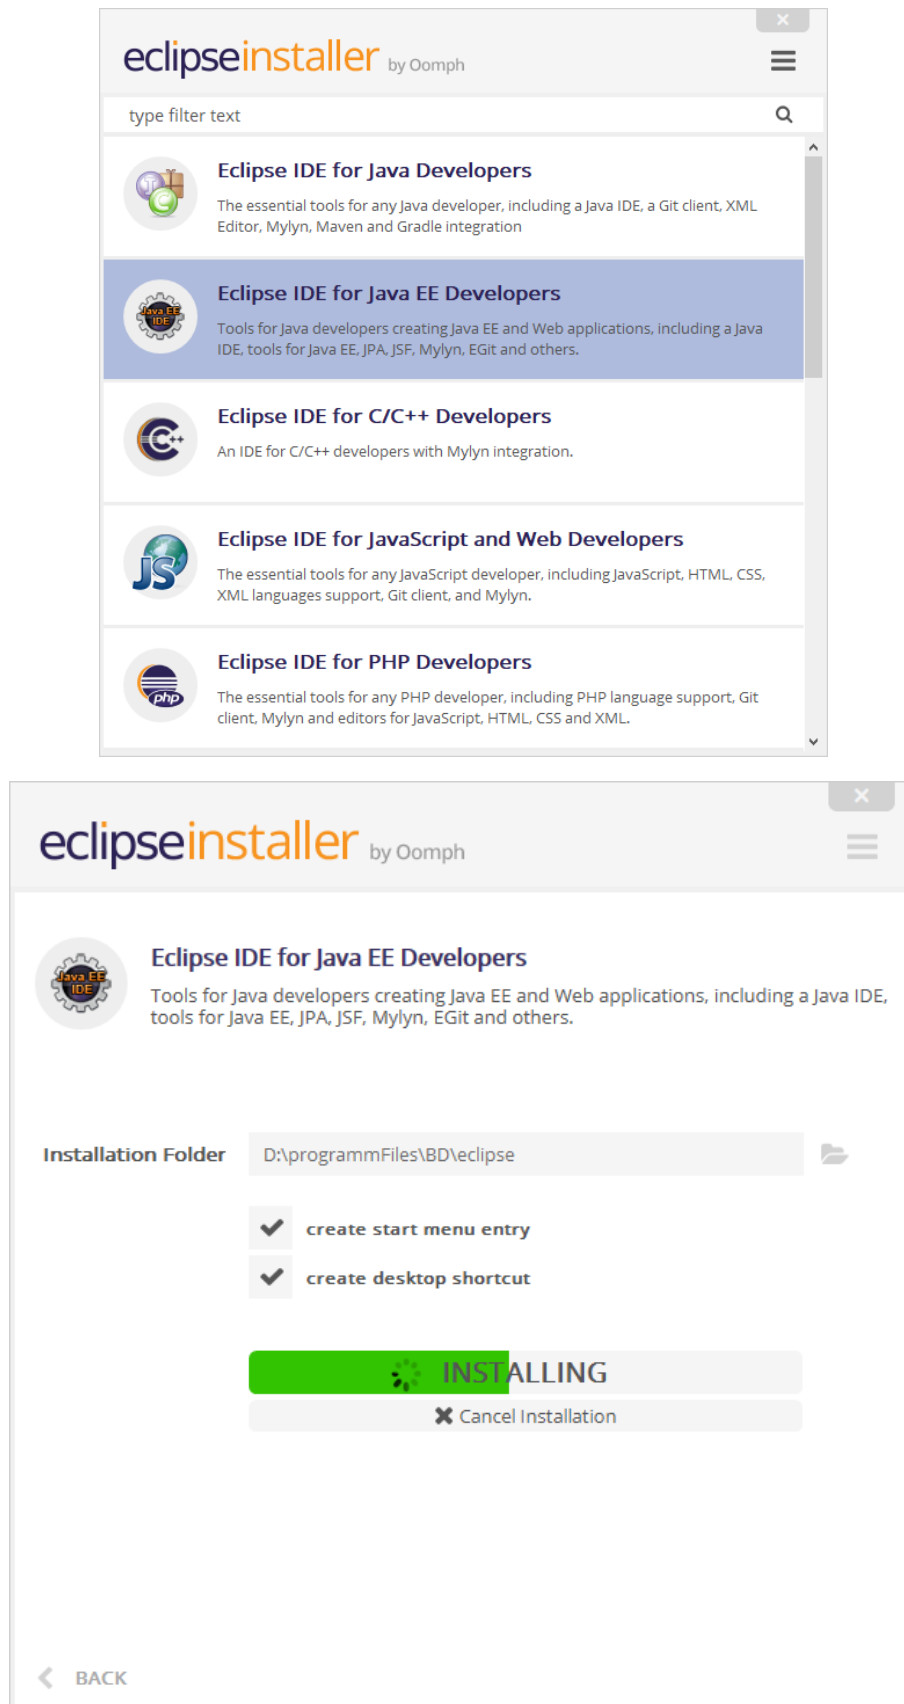 eclipseinstaller by Oomph
type filter text
Eclipse IDE for Java Developers
The essential tools for any Java developer, including a Java IDE, a Git client, XML
Editor, Mylyn, Maven and Gradle integration
Java EE
IDE
Eclipse IDE for Java EE Developers
Tools for Java developers creating Java EE and Web applications, including a Java
IDE, tools for Java EE, JPA, JSF, Mylyn, EGit and others.
C++
Eclipse IDE for C/C++ Developers
An IDE for C/C++ developers with Mylyn integration.
JS
Eclipse IDE for JavaScript and Web Developers
The essential tools for any JavaScript developer, including JavaScript, HTML, CSS,
XML languages support, Git client, and Mylyn.
php
Eclipse IDE for PHP Developers
The essential tools for any PHP developer, including PHP language support, Git
client, Mylyn and editors for JavaScript, HTML, CSS and XML.
eclipseinstaller by Oomph
Java EE
IDE
Eclipse IDE for Java EE Developers
Tools for Java developers creating Java EE and Web applications, including a Java IDE,
tools for Java EE, JPA, JSF, Mylyn, EGit and others.
Installation Folder D:\programmFiles\BD\eclipse
create start menu entry
create desktop shortcut
INSTALLING
Cancel Installation
BACK